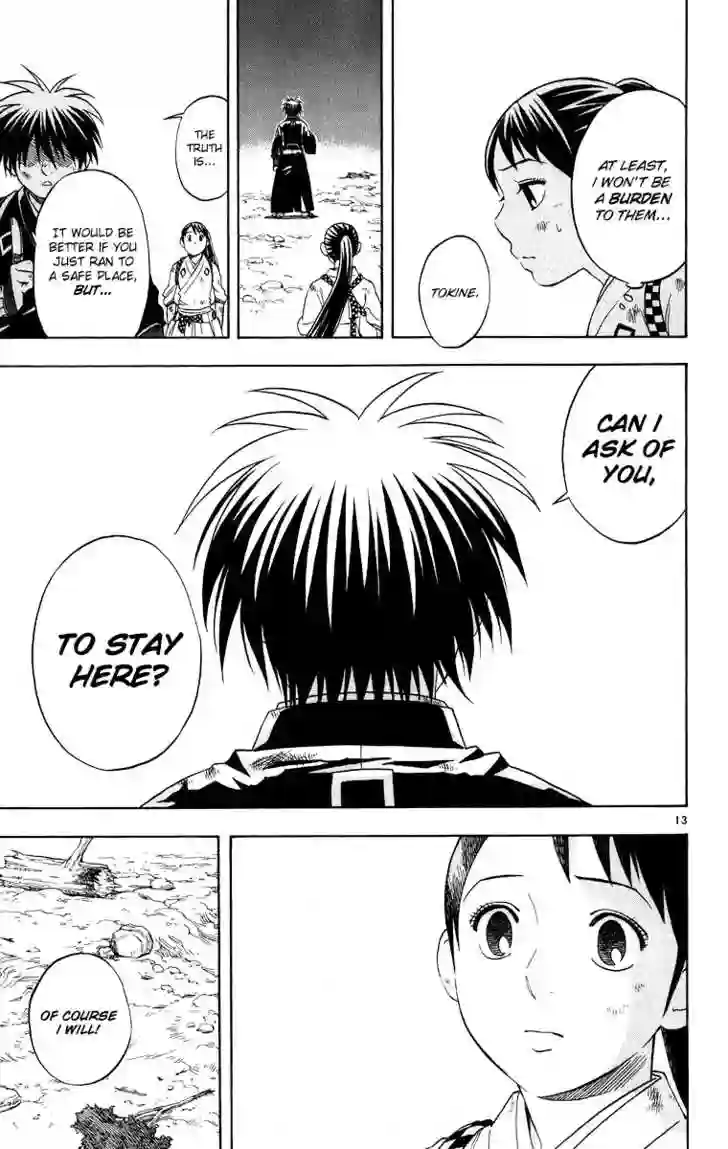 AT LEAST,
I WON'T BE
A BURDEN
TO THEM...
TOKINE.
THE
TRUTH
IS...
IT WOULD BE
BETTER IF YOU
JUST RAN TO
A SAFE PLACE,
BUT...
CAN I
ASK OF
YOU,
TO STAY
HERE?
13
OF COURSE
I WILL!